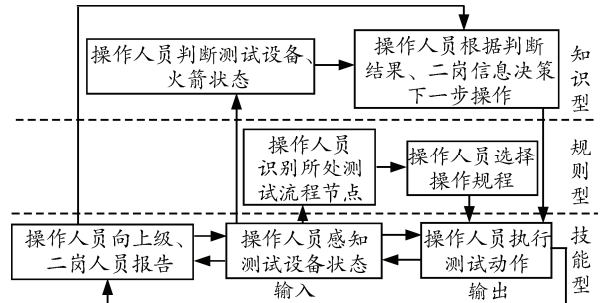 操作人员判断测试设备、
火箭状态
操作人员根据判断
结果、二岗信息决策
下一步操作
知识型
操作人员
识别所处测
试流程节点
操作人员选择
操作规程
规则型
操作人员向上级、
二岗人员报告
操作人员感知
测试设备状态
操作人员执行
测试动作
技能型
输入
输出